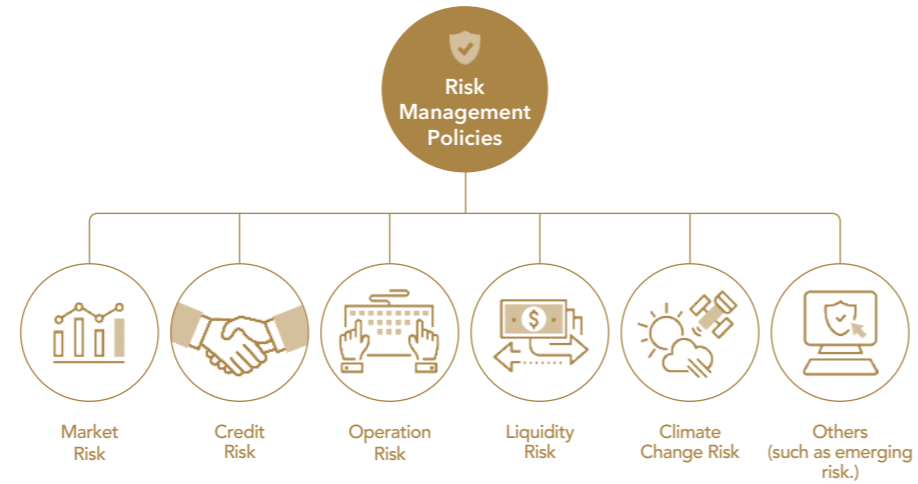 Risk
Management
Policies
Market
Risk
Credit
Risk
Operation
Risk
Liquidity
Risk
Climate
Change Risk
Others
(such as emerging
risk.)
$